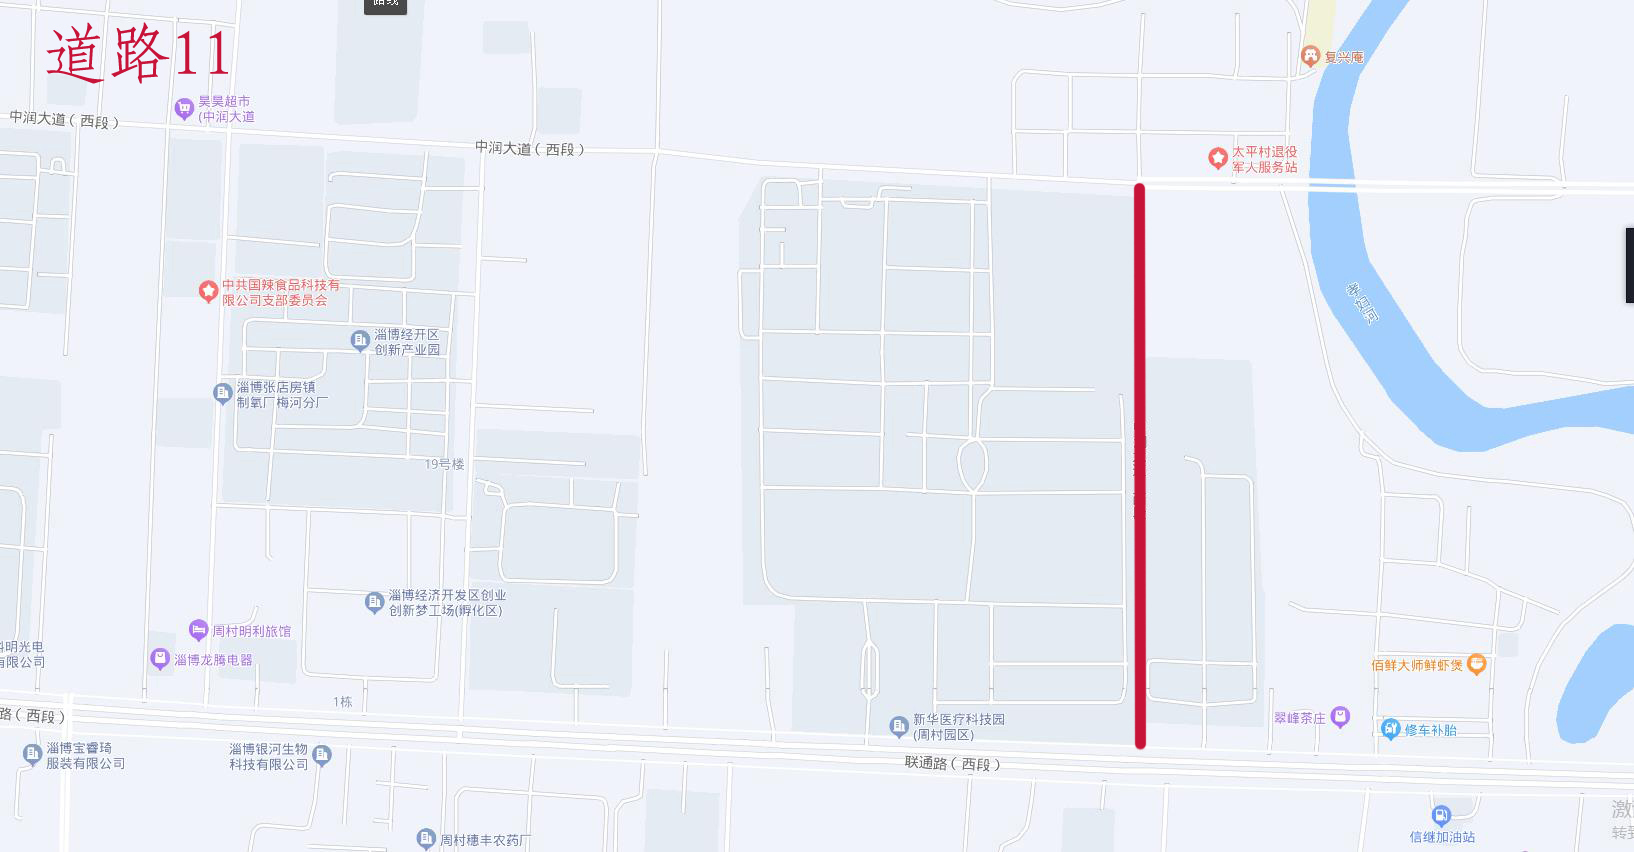 路线
道路11
复兴庵
昊昊超市
(中润大道
中润大道（西段）
中润大道（西段）
太平村退役
军人服务站
中共国辣食品科技有
限公司支部委员会
孝妇河
淄博经开区
创新产业园
淄博张店房镇
制氧厂梅河分厂
19号楼
淄博经济开发区创业
创新梦工场(孵化区)
周村明利旅馆
科明光电
有限公司
淄博龙腾电器
佰鲜大师鲜虾煲
1栋
路（西段）
新华医疗科技园
(周村园区)
翠峰茶庄
修车补胎
淄博宝睿琦
服装有限公司
淄博银河生物
科技有限公司
联通路（西段）
周村穗丰农药厂
信继加油站
激
转到